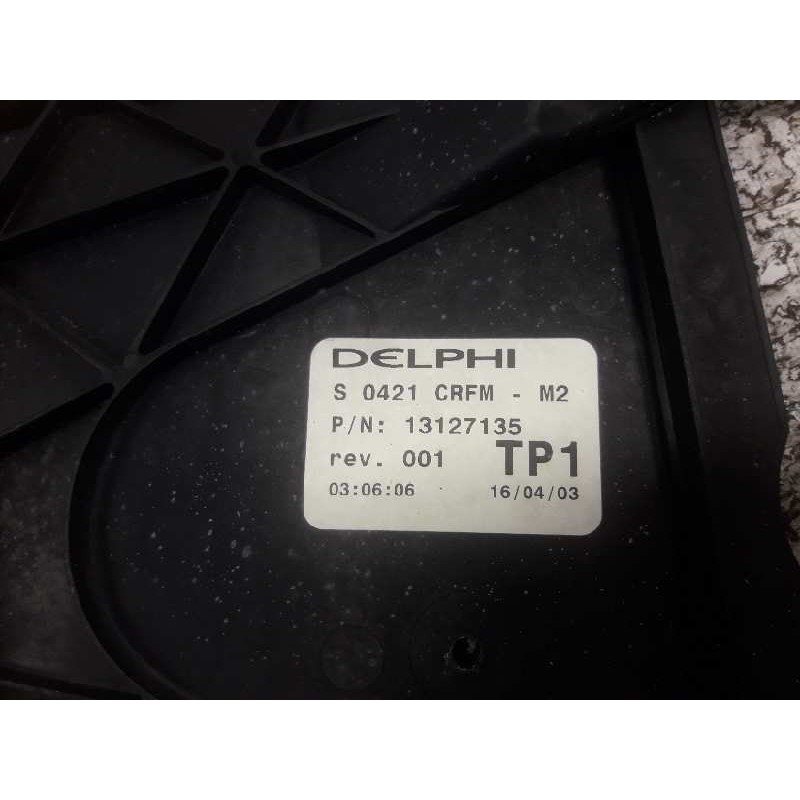 DELPHI
S 0421 CRFM - M2
P/N: 13127135
rev. 001 TP1
03:06:06 16/04/03